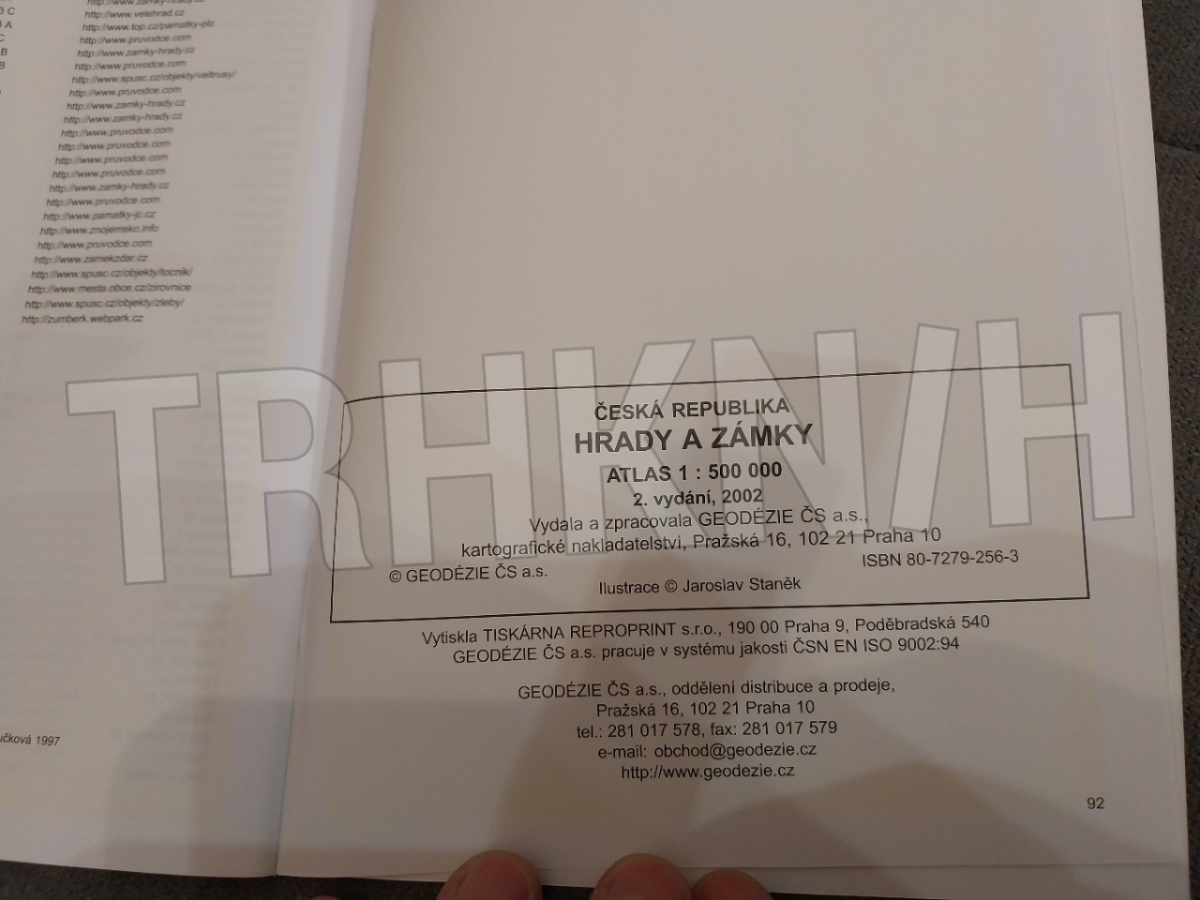 http://www.zamky-hrady.cz
B C http://www.velehrad.cz
A http://www.top.cz/pamatky-plz
C http://www.pruvodce.com
B http://www.zamky-hrady.cz
B http://www.pruvodce.com
http://www.spusc.cz/objekty/veltrusy/
http://www.pruvodce.com
http://www.zamky-hrady.cz
http://www.zamky-hrady.cz
http://www.pruvodce.com
http://www.pruvodce.com
http://www.pruvodce.com
http://www.pruvodce.com
http://www.zamky-hrady.cz
http://www.pruvodce.com
http://www.pamatky-jc.cz
http://www.znojemsko.info
http://www.pruvodce.com
http://www.zamekzdar.cz
http://www.spusc.cz/objekty/tocnik/
http://www.mesta.obce.cz/zirovnice
http://www.spusc.cz/objekty/zleby/
http://zumberk.webpark.cz
1997
TRHKN/H
ČESKÁ REPUBLIKA
HRADY A ZÁMKY
ATLAS 1 : 500 000
2. vydání, 2002
Vydala a zpracovala GEODÉZIE ČS a.s.,
kartografické nakladatelství, Pražská 16, 102 21 Praha 10
© GEODÉZIE ČS a.s. ISBN 80-7279-256-3
Ilustrace © Jaroslav Staněk
Vytiskla TISKÁRNA REPROPRINT s.r.o., 190 00 Praha 9, Poděbradská 540
GEODÉZIE ČS a.s. pracuje v systému jakosti ČSN EN ISO 9002:94
GEODÉZIE ČS a.s., oddělení distribuce a prodeje,
Pražská 16, 102 21 Praha 10
tel.: 281 017 578, fax: 281 017 579
e-mail: obchod@geodezie.cz
http://www.geodezie.cz
92